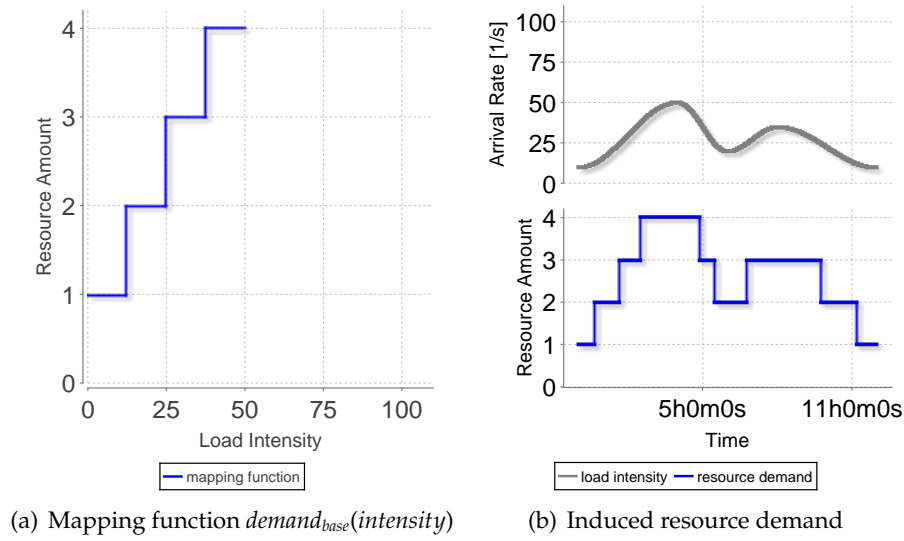 4
3
2
1
0
Resource Amount
0 25 50 75 100
Load Intensity
mapping function
(a) Mapping function demand_base(intensity)
100
75
50
25
0
Arrival Rate [1/s]
4
3
2
1
0
Resource Amount
5h0m0s 11h0m0s
Time
load intensity resource demand
(b) Induced resource demand